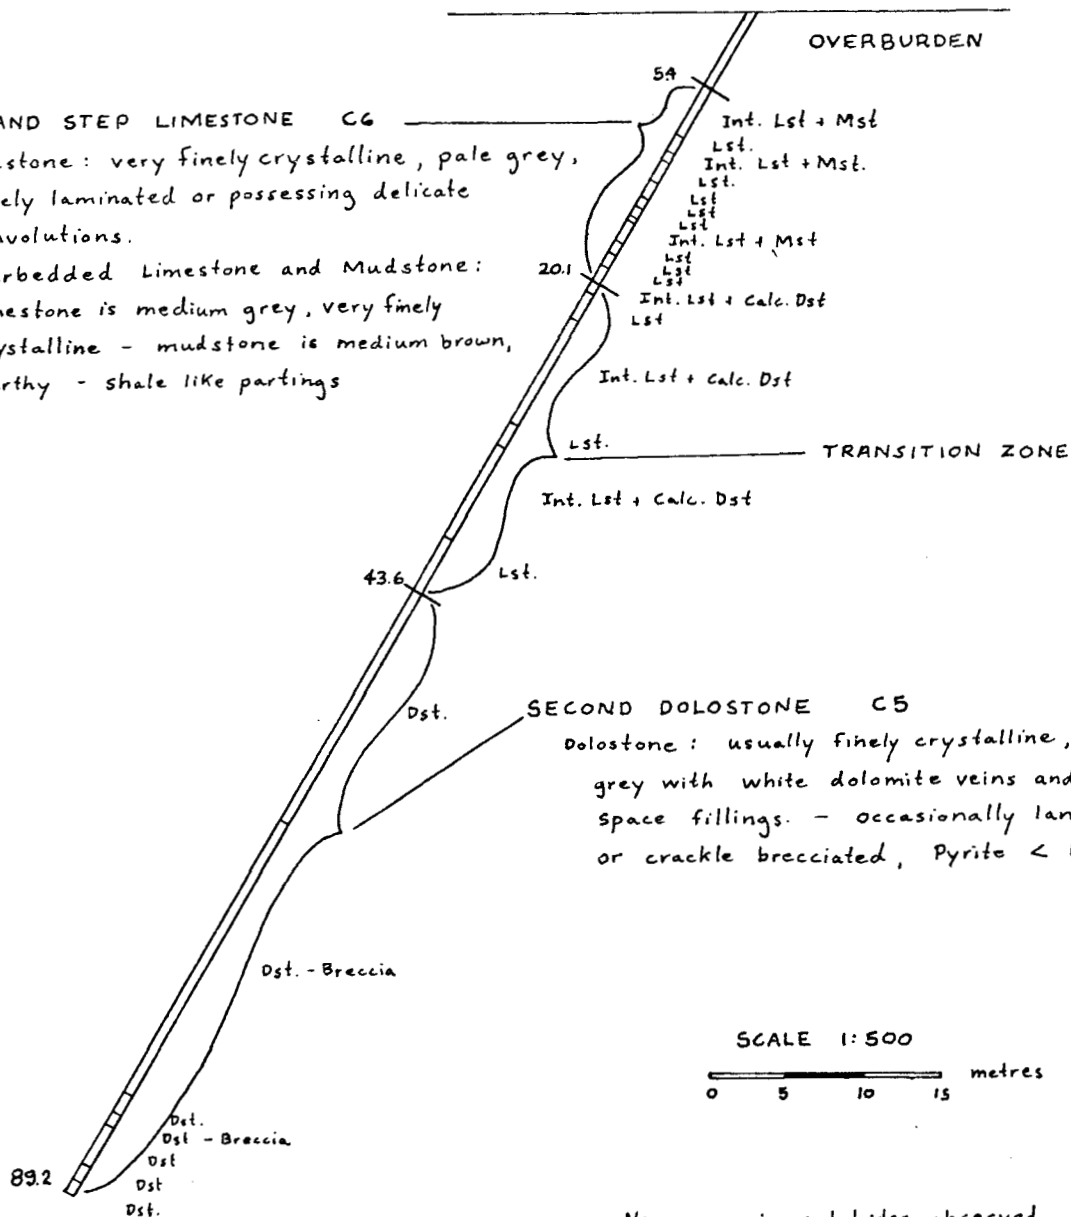 OVERBURDEN
54
AND STEP LIMESTONE C6
stone : very finely crystalline, pale grey,
ely laminated or possessing delicate
volutions.
rbedded Limestone and Mudstone :
estone is medium grey, very finely
ystalline - mudstone is medium brown,
rthy - shale like partings
Int. Lst + Mst
Lst.
Int. Lst + Mst.
Lst.
Lst
Lst
Lst
Int. Lst + Mst
Lst
Lst
Lst
20.1
Int. Lst + Calc. Dst
Lst
Int. Lst + Calc. Dst
Lst.
TRANSITION ZONE
Int. Lst + Calc. Dst
Lst.
43.6
Dst.
SECOND DOLOSTONE C5
Dolostone : usually finely crystalline,
grey with white dolomite veins and
space fillings. - occasionally lam
or crackle brecciated, Pyrite <
Dst. - Breccia
SCALE 1:500
metres
0 5 10 15
Dst.
Dst - Breccia
Dst
Dst
Dst.
89.2
observed